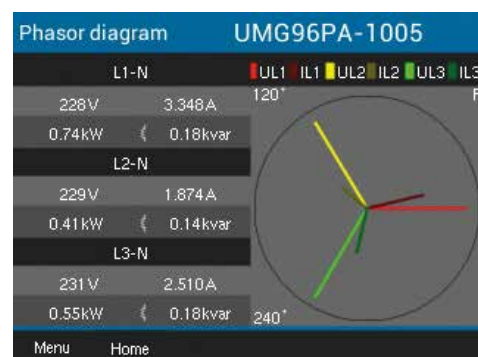 Phasor diagram UMG96PA-1005
L1-N
UL1 IL1 UL2 IL2 UL3 IL3
228V 3.348A
120°
0.74kW 0.18kvar
L2-N
229V 1.874A
0.41kW 0.14kvar
L3-N
231V 2.510A
0.55kW 0.18kvar
240°
Menu Home